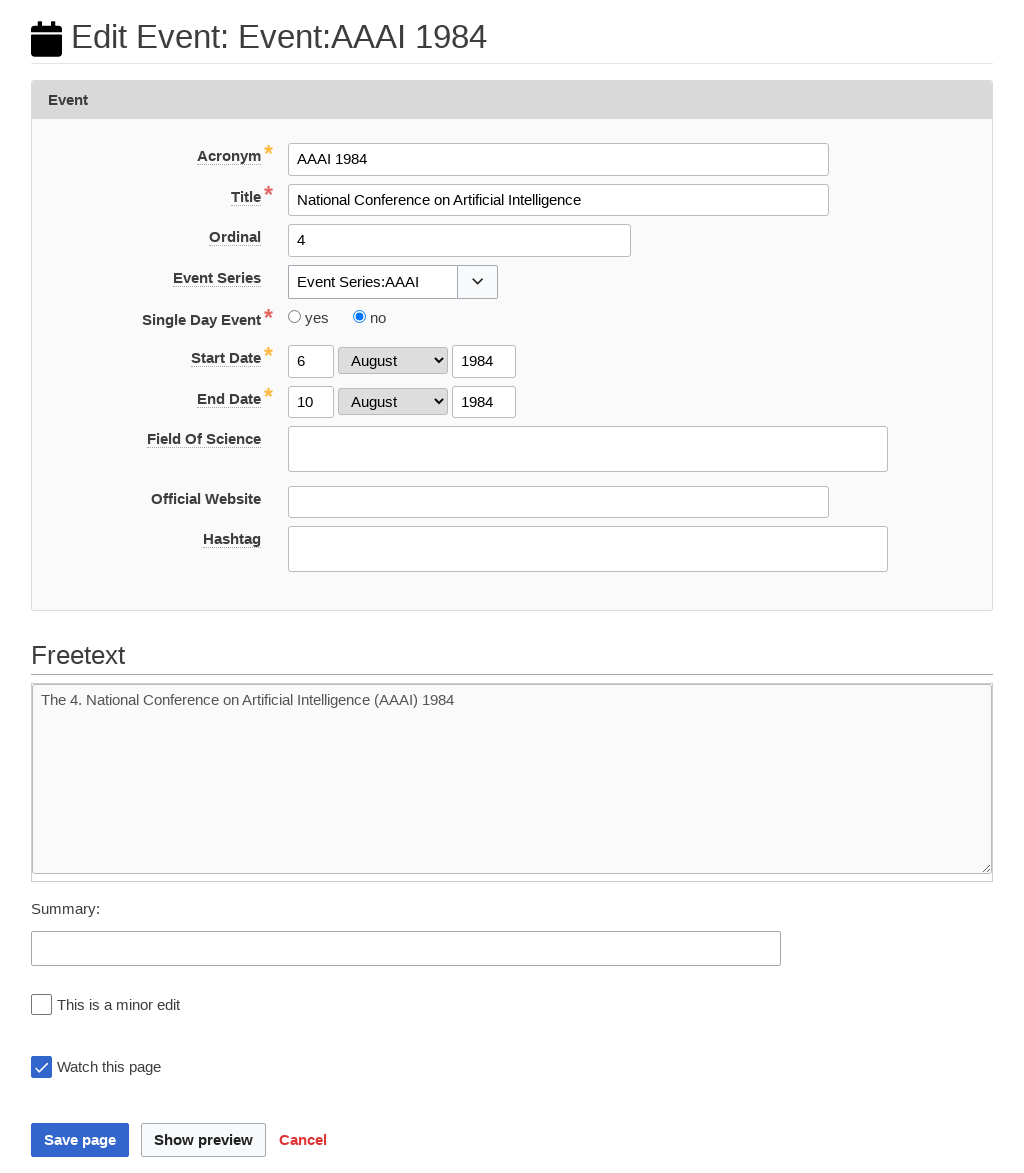 Edit Event: Event:AAAI 1984
Event
Acronym * AAAI 1984
Title * National Conference on Artificial Intelligence
Ordinal 4
Event Series Event Series:AAAI
Single Day Event * yes no
Start Date * 6 August 1984
End Date * 10 August 1984
Field Of Science
Official Website
Hashtag
Freetext
The 4. National Conference on Artificial Intelligence (AAAI) 1984
Summary:
This is a minor edit
Watch this page
Save page Show preview Cancel